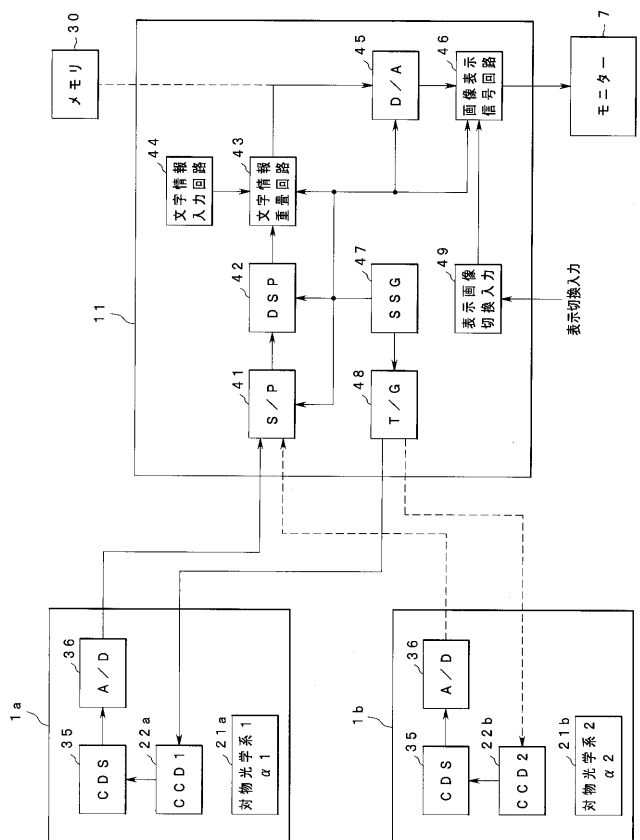 1a
35
CDS
36
A/D
22a
CCD1
21a
対物光学系1
α1
1b
35
CDS
36
A/D
22b
CCD2
21b
対物光学系2
α2
11
41
S/P
42
DSP
44
文字情報
入力回路
43
文字情報
重畳回路
30
メモリ
45
D/A
46
画像表示
信号回路
48
T/G
47
SSG
49
表示画像
切換入力
表示切換入力
7
モニター